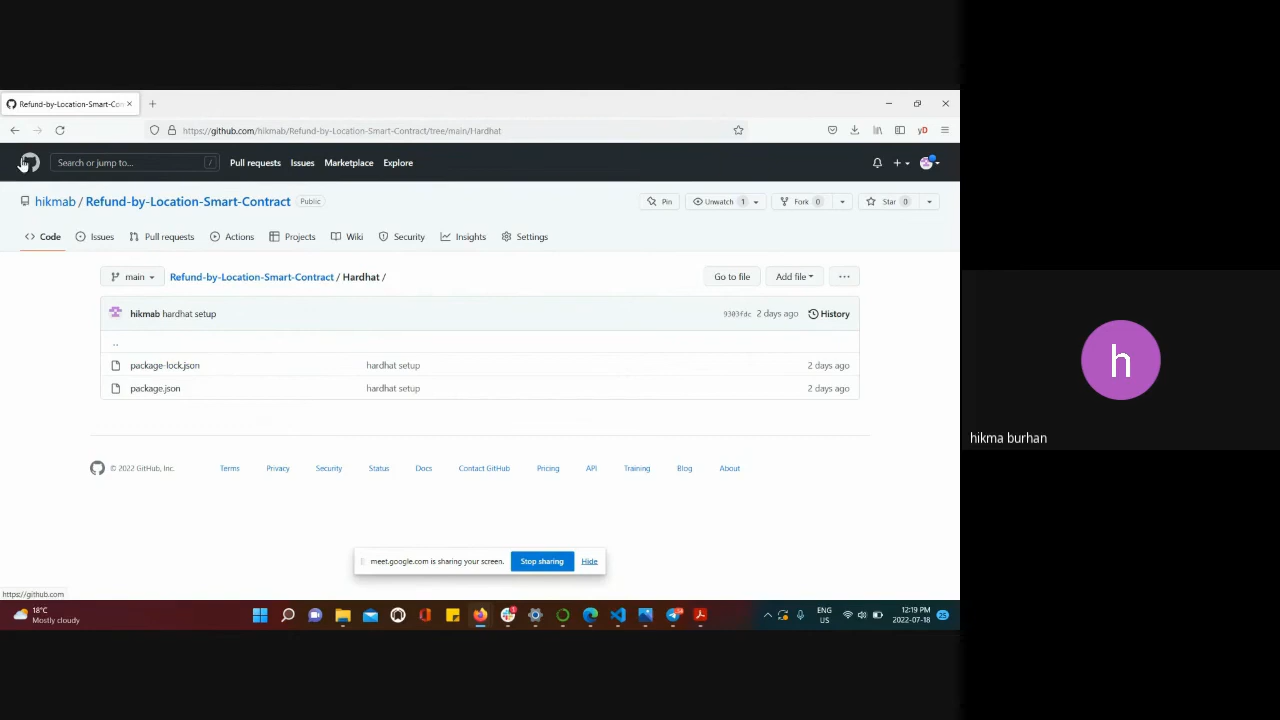 Refund-by-Location-Smart-Con
https://github.com/hikmab/Refund-by-Location-Smart-Contract/tree/main/Hardhat
Search or jump to...
/
Pull requests
Issues
Marketplace
Explore
hikmab / Refund-by-Location-Smart-Contract
Public
Pin
Unwatch 1
Fork 0
Star 0
<> Code
Issues
Pull requests
Actions
Projects
Wiki
Security
Insights
Settings
main
Refund-by-Location-Smart-Contract / Hardhat /
Go to file
Add file
...
hikmab hardhat setup
9303fdc 2 days ago
History
..
package-lock.json hardhat setup 2 days ago
package.json hardhat setup 2 days ago
© 2022 GitHub, Inc.
Terms
Privacy
Security
Status
Docs
Contact GitHub
Pricing
API
Training
Blog
About
meet.google.com is sharing your screen.
Stop sharing
Hide
https://github.com
18°C
Mostly cloudy
ENG
US
12:19 PM
2022-07-18
h
hikma burhan